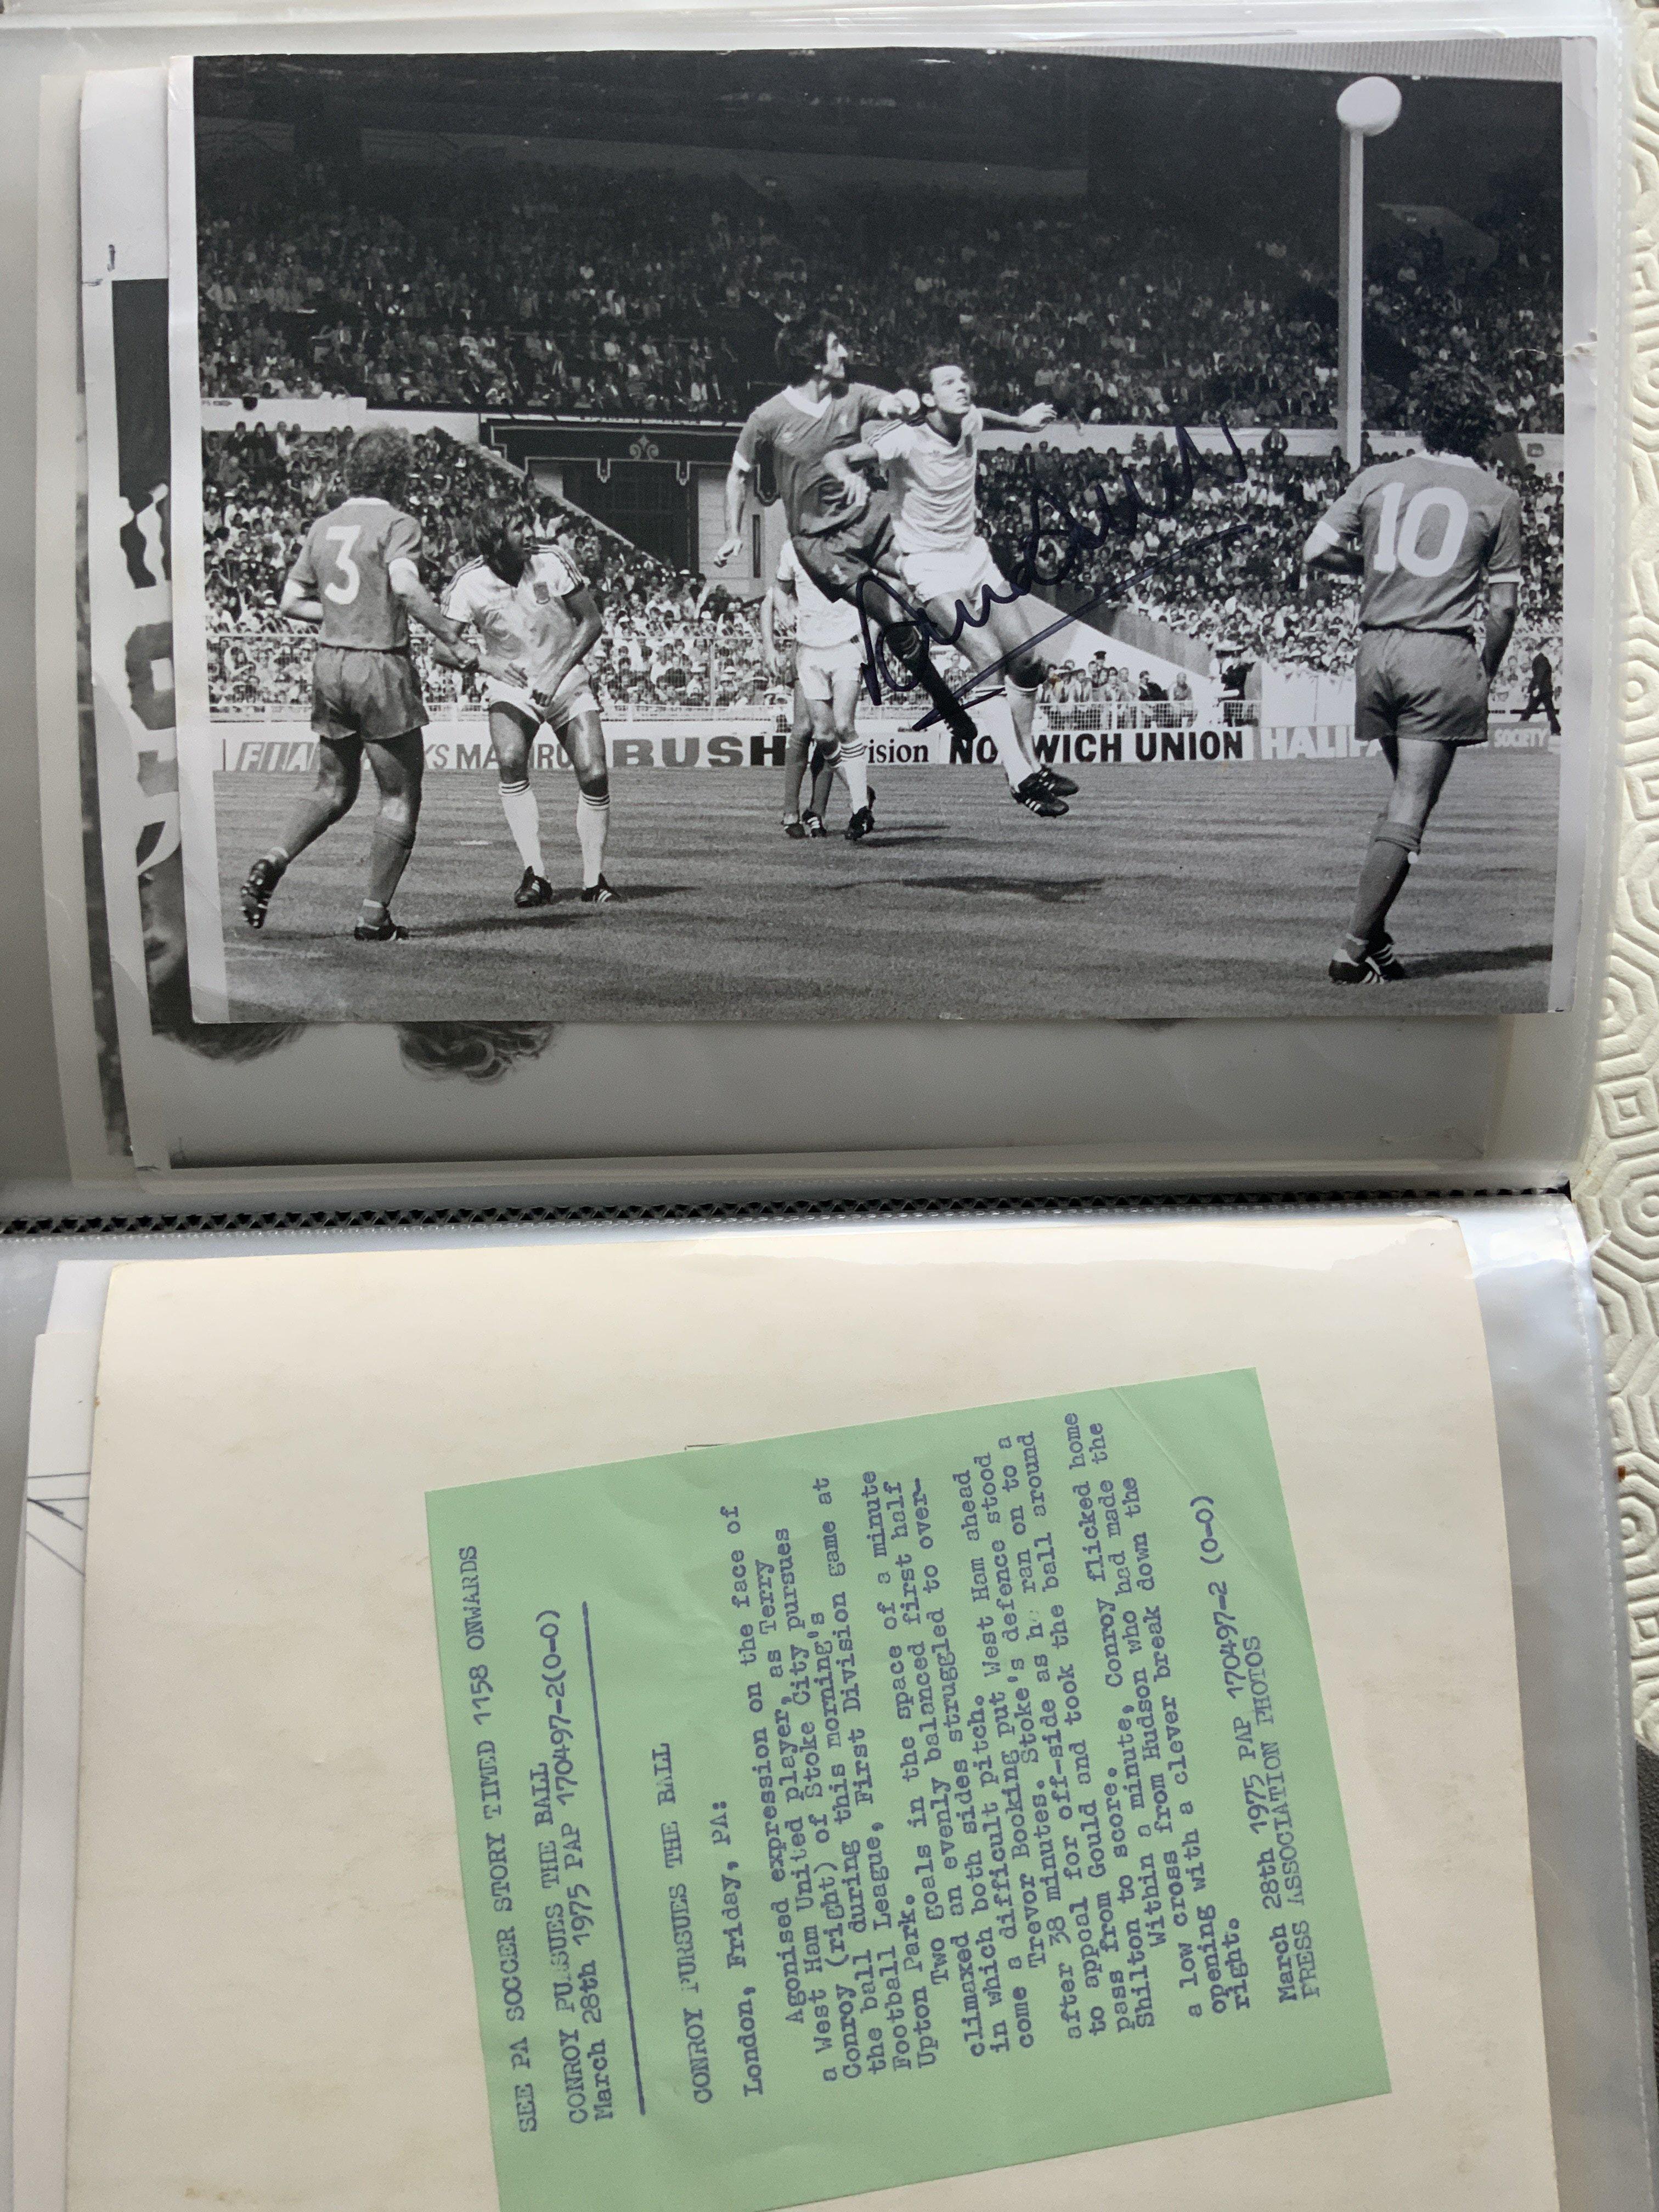 3
10
FIAT
BUSH
NORWICH UNION
HALIFAX
SOCIETY
SEE PA SOCCER STORY TIMED 1158 ONWARDS
CONROY PURSUES THE BALL
March 28th 1975 PAP 170497-2(0-0)
CONROY PURSUES THE BALL
London, Friday, PA:
Agonised expression on the face of
a West Ham United player, as Terry
Conroy (right) of Stoke City pursues
the ball during this morning's game at
Football League, First Division
Upton Park.
Two goals in the space of a minute
climaxed an evenly balanced first half
in which both sides struggled to over-
come a difficult pitch. West Ham ahead
Trevor Booking put Stoke's defence stood
after 38 minutes. Stoke's defence stood
to appeal for off-side as he ran on to a
pass from Gould and took the ball around
Shilton to score.
Within a minute, Conroy flicked home
a low cross from Hudson who had made the
opening with a clever break down the
right.
March 28th 1975 PAP 170497-2 (0-0)
PRESS ASSOCIATION PHOTOS